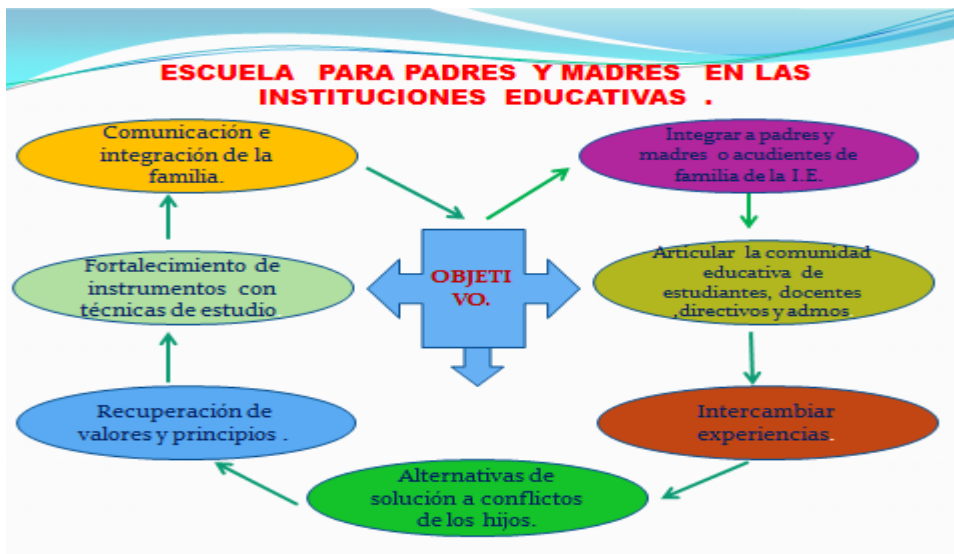 ESCUELA PARA PADRES Y MADRES EN LAS
INSTITUCIONES EDUCATIVAS .
Comunicación e
integración de la
familia.
Integrar a padres y
madres o acudientes de
familia de la I.E.
OBJETI
VO.
Fortalecimiento de
instrumentos con
técnicas de estudio
Articular la comunidad
educativa de
estudiantes, docentes
,directivos y admos
Recuperación de
valores y principios .
Intercambiar
experiencias.
Alternativas de
solución a conflictos
de los hijos.